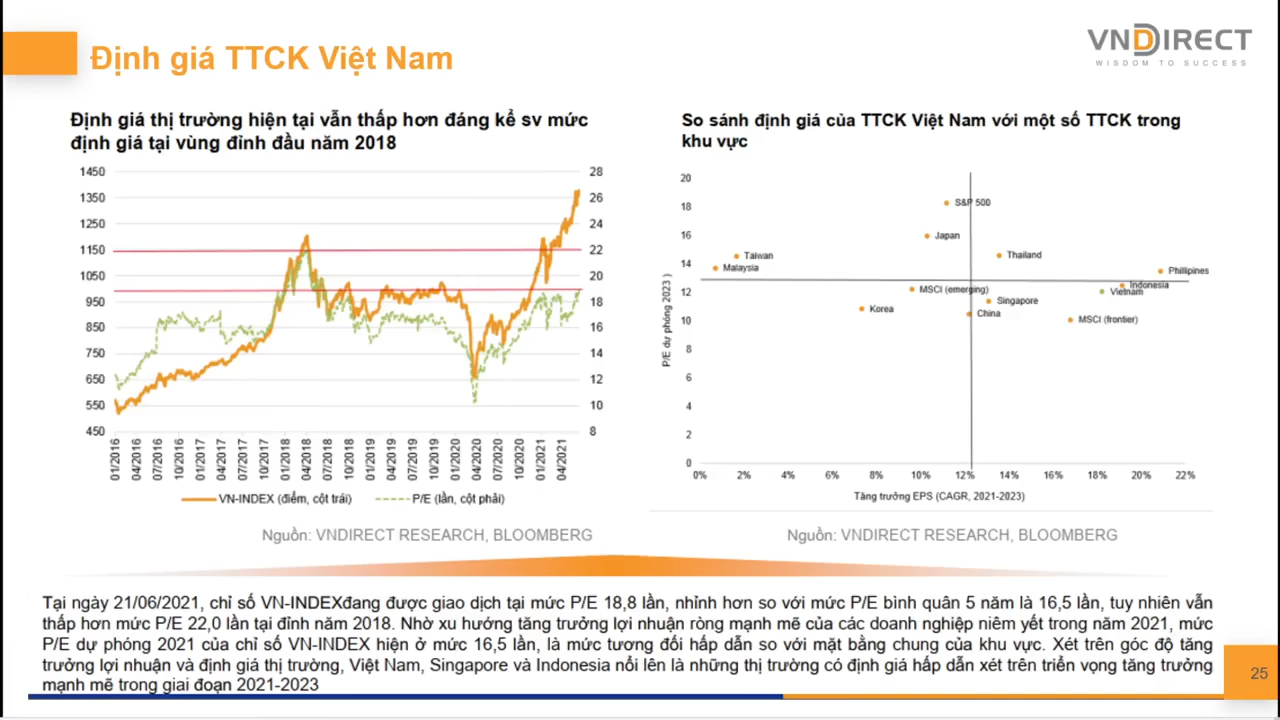 Định giá TTCK Việt Nam
VNDIRECT
WISDOM TO SUCCESS
Định giá thị trường hiện tại vẫn thấp hơn đáng kể sv mức
định giá tại vùng đỉnh đầu năm 2018
1450
1350
1250
1150
1050
950
850
750
650
550
450
28
26
24
22
20
18
16
14
12
10
8
01/2016
04/2016
07/2016
10/2016
01/2017
04/2017
07/2017
10/2017
01/2018
04/2018
07/2018
10/2018
01/2019
04/2019
07/2019
10/2019
01/2020
04/2020
07/2020
10/2020
01/2021
04/2021
VN-INDEX (điểm, cột trái)
P/E (lần, cột phải)
Nguồn: VNDIRECT RESEARCH, BLOOMBERG
So sánh định giá của TTCK Việt Nam với một số TTCK trong
khu vực
P/E dự phóng 2023 )
20
18
16
14
12
10
8
6
4
2
0
S&P 500
Japan
Taiwan
Thailand
Malaysia
Phillipines
Indonesia
MSCI (emerging)
Vietnam
Singapore
Korea
China
MSCI (frontier)
0%
2%
4%
6%
8%
10%
12%
14%
16%
18%
20%
22%
Tăng trưởng EPS (CAGR, 2021-2023)
Nguồn: VNDIRECT RESEARCH, BLOOMBERG
Tại ngày 21/06/2021, chỉ số VN-INDEXđang được giao dịch tại mức P/E 18,8 lần, nhỉnh hơn so với mức P/E bình quân 5 năm là 16,5 lần, tuy nhiên vẫn
thấp hơn mức P/E 22,0 lần tại đỉnh năm 2018. Nhờ xu hướng tăng trưởng lợi nhuận ròng mạnh mẽ của các doanh nghiệp niêm yết trong năm 2021, mức
P/E dự phóng 2021 của chỉ số VN-INDEX hiện ở mức 16,5 lần, là mức tương đối hấp dẫn so với mặt bằng chung của khu vực. Xét trên góc độ tăng
trưởng lợi nhuận và định giá thị trường, Việt Nam, Singapore và Indonesia nổi lên là những thị trường có định giá hấp dẫn xét trên triển vọng tăng trưởng
mạnh mẽ trong giai đoạn 2021-2023
25